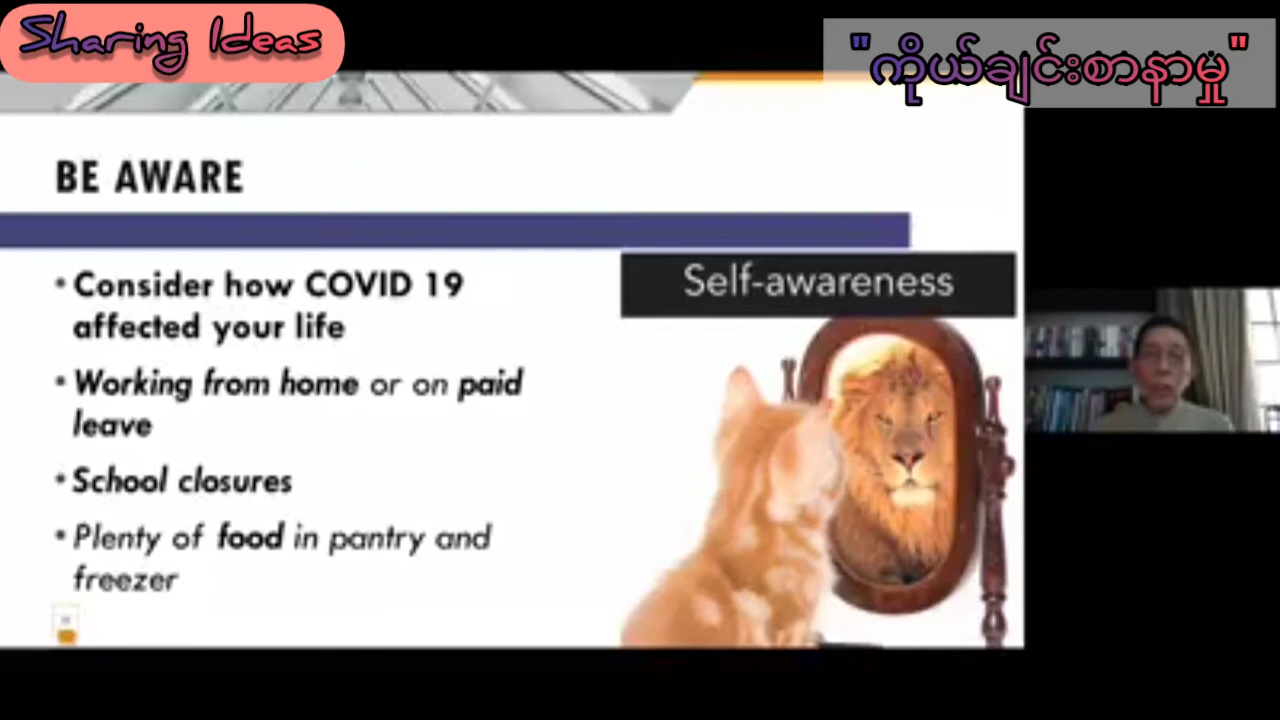 Sharing Ideas
"ကိုယ်ချင်းစာနာမှု"
BE AWARE
• Consider how COVID 19
affected your life
Self-awareness
• Working from home or on paid
leave
• School closures
• Plenty of food in pantry and
freezer